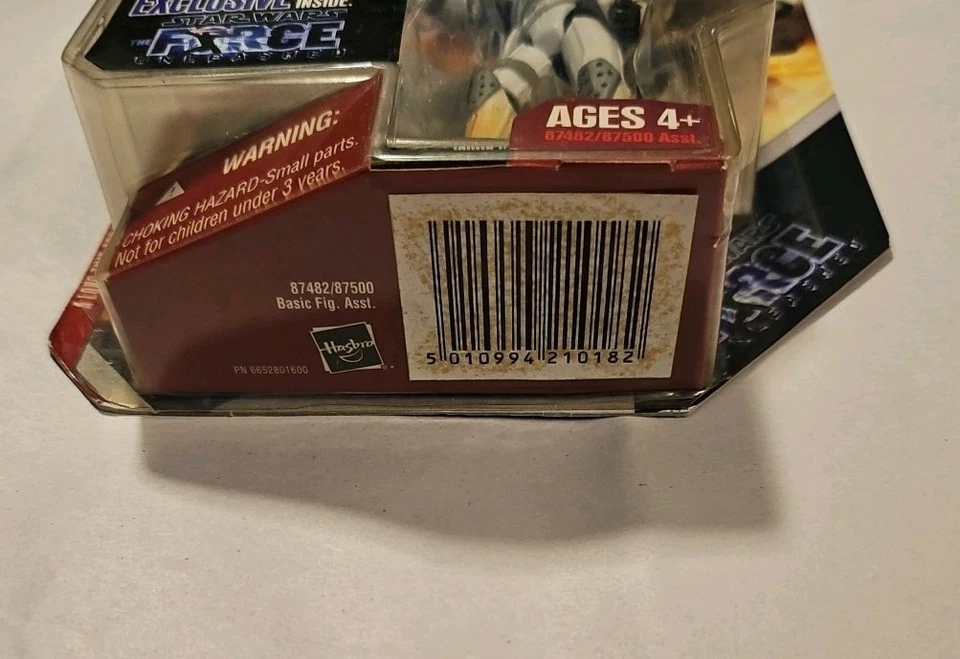 EXCLUSIVE INSIDE.
STAR WARS
THE FORCE
UNLEASHED
AGES 4+
87482/87500 Asst.
WARNING:
CHOKING HAZARD-Small parts.
Not for children under 3 years.
87482/87500
Basic Fig. Asst.
Hasbro
PN 6652801600
5 010994 210182
FORCE